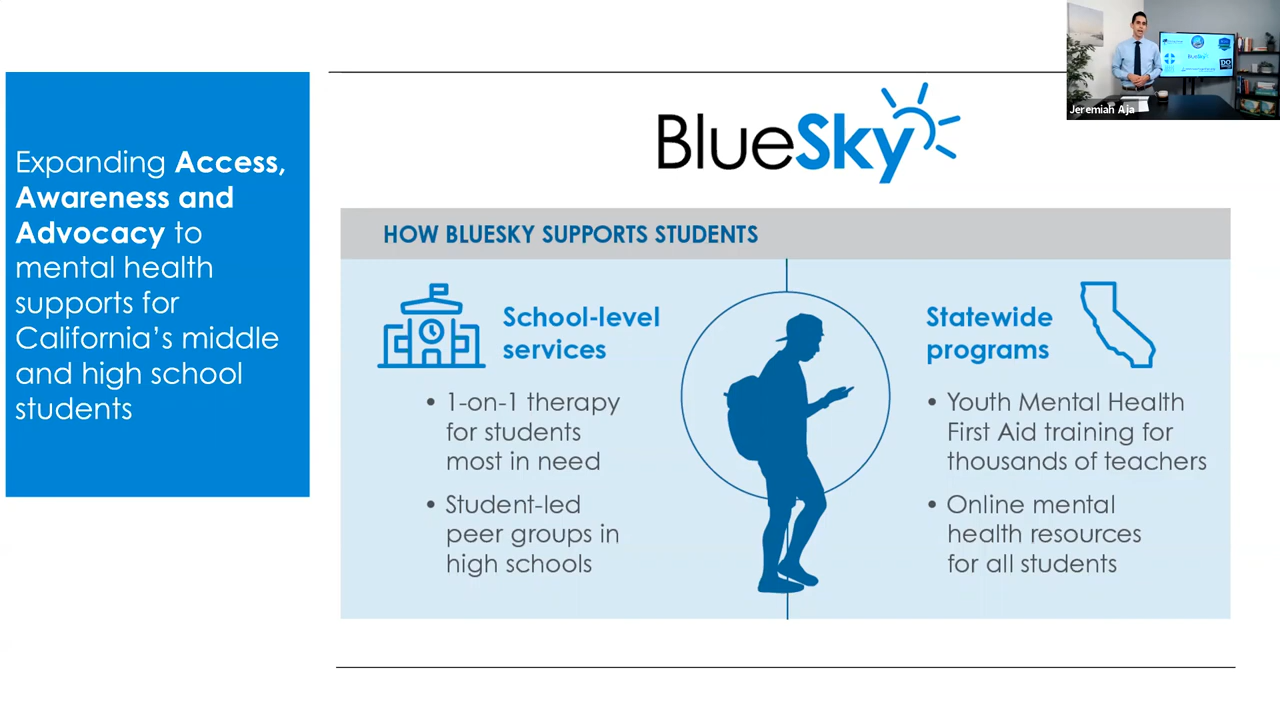 Expanding Access,
Awareness and
Advocacy to
mental health
supports for
California’s middle
and high school
students
BlueSky
HOW BLUESKY SUPPORTS STUDENTS
School-level
services
• 1-on-1 therapy
for students
most in need
• Student-led
peer groups in
high schools
Statewide
programs
• Youth Mental Health
First Aid training for
thousands of teachers
• Online mental
health resources
for all students
BlueSky
DO
Jeremiah Aja